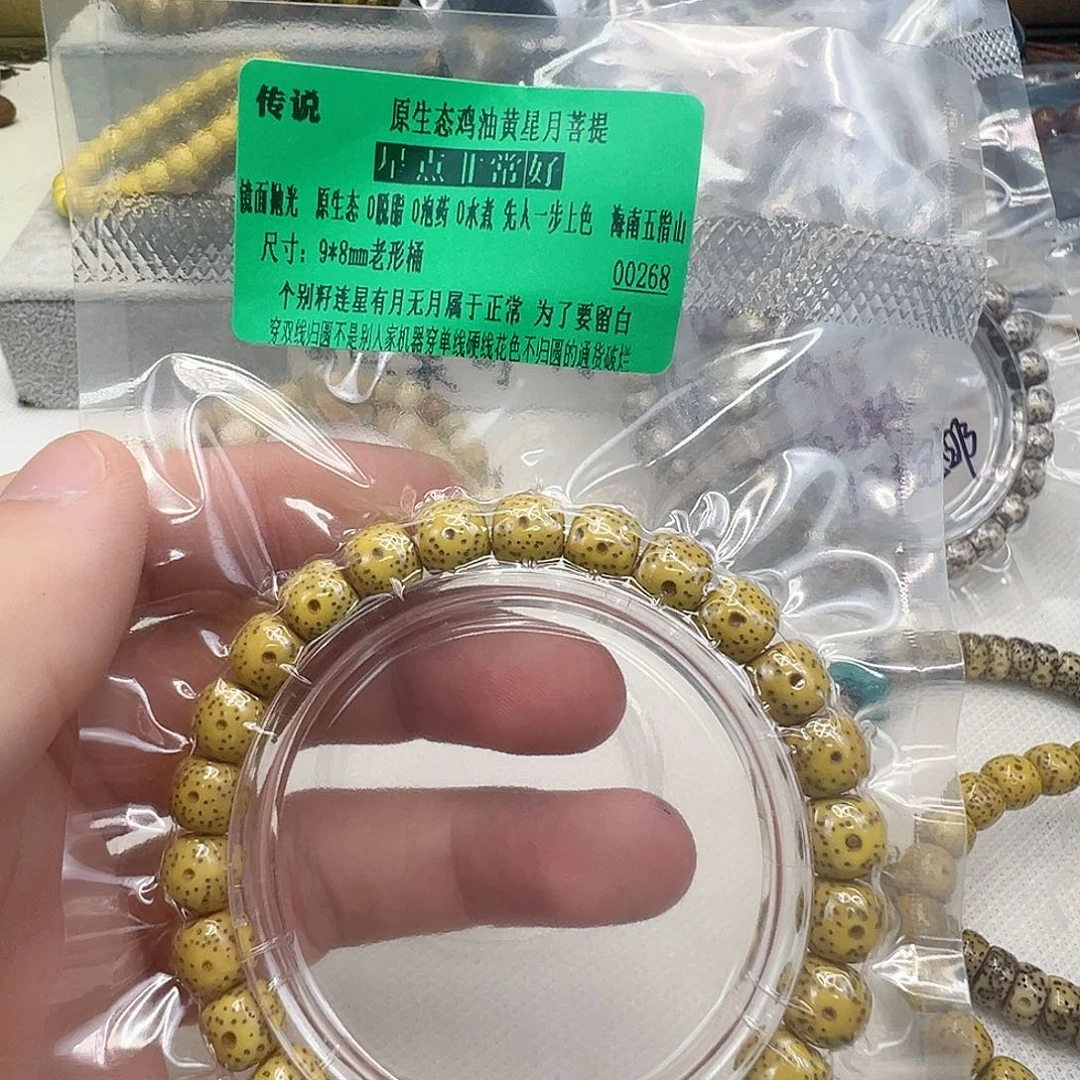 传说
原生态鸡油黄星月菩提
星点非常好
镜面抛光 原生态 0脱脂 0炮药 0水煮 先人一步上色 海南五指山
尺寸：9*8mm老形桶
00268
个别籽连星有月无月属于正常 为了要留白
穿双线归圆不是别人家机器穿单线硬线花色不归圆的通货破烂